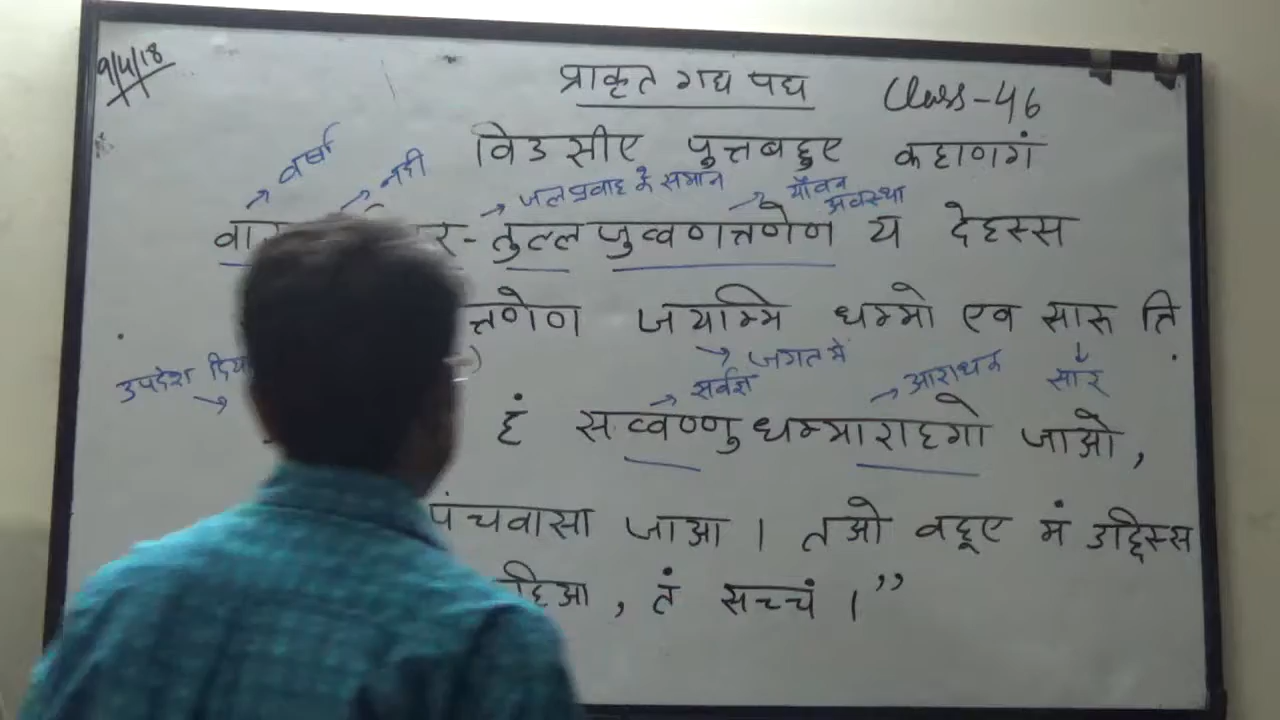 9/4/18
प्राकृत गद्य पद्य Class-46
विउसीए पुत्तबहुए कहाणगं
वर्षा नदी जलप्रवाह के समान यौवन अवस्था
तुल्ल जुव्वणत्तणेण य देहस्स
त्तणेण जयम्मि धम्मो एव सारू ति
उपदेश दिया जगत में
सर्वज्ञ आराधक सार
हं सव्वण्णु धम्माराहगो जाओ,
पंचवासा जाआ । तओ वहूए मं उद्दिस्स
हिआ, तं सच्चं ।”